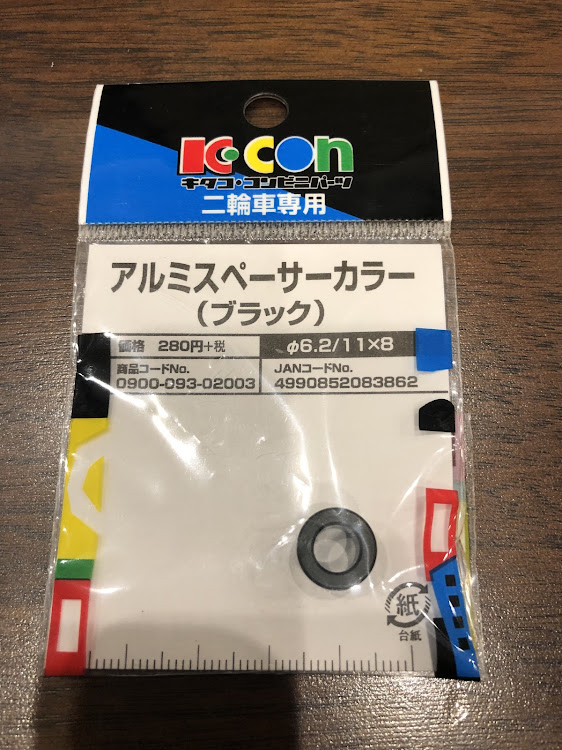 K・CON
キタコ・コンビニパーツ
二輪車専用
アルミスペーサーカラー
(ブラック)
価格 280円+税 φ6.2/11×8
商品コードNo. JANコードNo.
0900-093-02003 4990852083862
紙
台紙